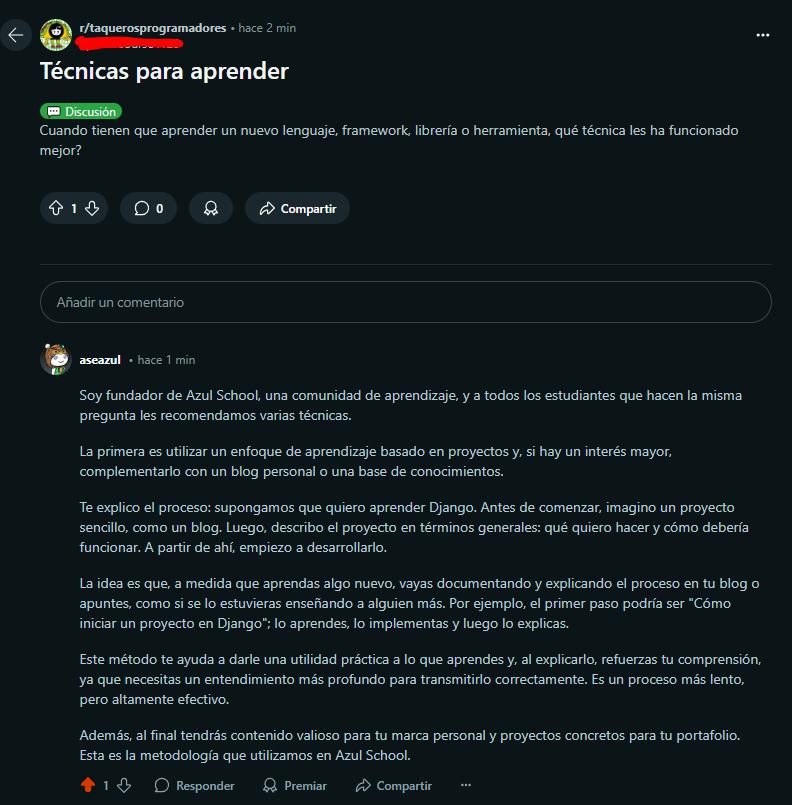 r/taquerosprogramadores • hace 2 min
Técnicas para aprender
Discusión
Cuando tienen que aprender un nuevo lenguaje, framework, librería o herramienta, qué técnica les ha funcionado
mejor?
1
0
Compartir
Añadir un comentario
aseazul • hace 1 min
Soy fundador de Azul School, una comunidad de aprendizaje, y a todos los estudiantes que hacen la misma
pregunta les recomendamos varias técnicas.
La primera es utilizar un enfoque de aprendizaje basado en proyectos y, si hay un interés mayor,
complementarlo con un blog personal o una base de conocimientos.
Te explico el proceso: supongamos que quiero aprender Django. Antes de comenzar, imagino un proyecto
sencillo, como un blog. Luego, describo el proyecto en términos generales: qué quiero hacer y cómo debería
funcionar. A partir de ahí, empiezo a desarrollarlo.
La idea es que, a medida que aprendas algo nuevo, vayas documentando y explicando el proceso en tu blog o
apuntes, como si se lo estuvieras enseñando a alguien más. Por ejemplo, el primer paso podría ser "Cómo
iniciar un proyecto en Django"; lo aprendes, lo implementas y luego lo explicas.
Este método te ayuda a darle una utilidad práctica a lo que aprendes y, al explicarlo, refuerzas tu comprensión,
ya que necesitas un entendimiento más profundo para transmitirlo correctamente. Es un proceso más lento,
pero altamente efectivo.
Además, al final tendrás contenido valioso para tu marca personal y proyectos concretos para tu portafolio.
Esta es la metodología que utilizamos en Azul School.
1 Responder Premiar Compartir